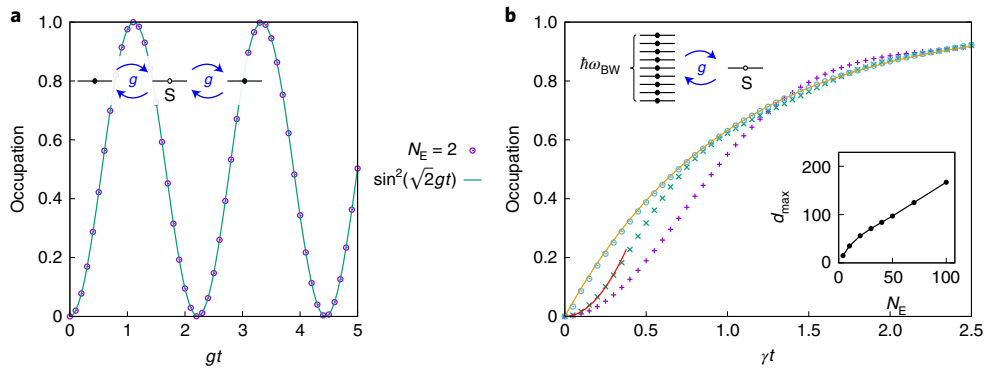 a
1.0
0.8
0.6
0.4
0.2
0
Occupation
g
g
S
N_E = 2
sin²(√2gt)
0
1
2
3
4
5
gt
b
1.0
0.8
0.6
0.4
0.2
0
Occupation
ħω_BW
g
S
200
100
0
d_max
0
50
100
N_E
0
0.5
1.0
1.5
2.0
2.5
γt